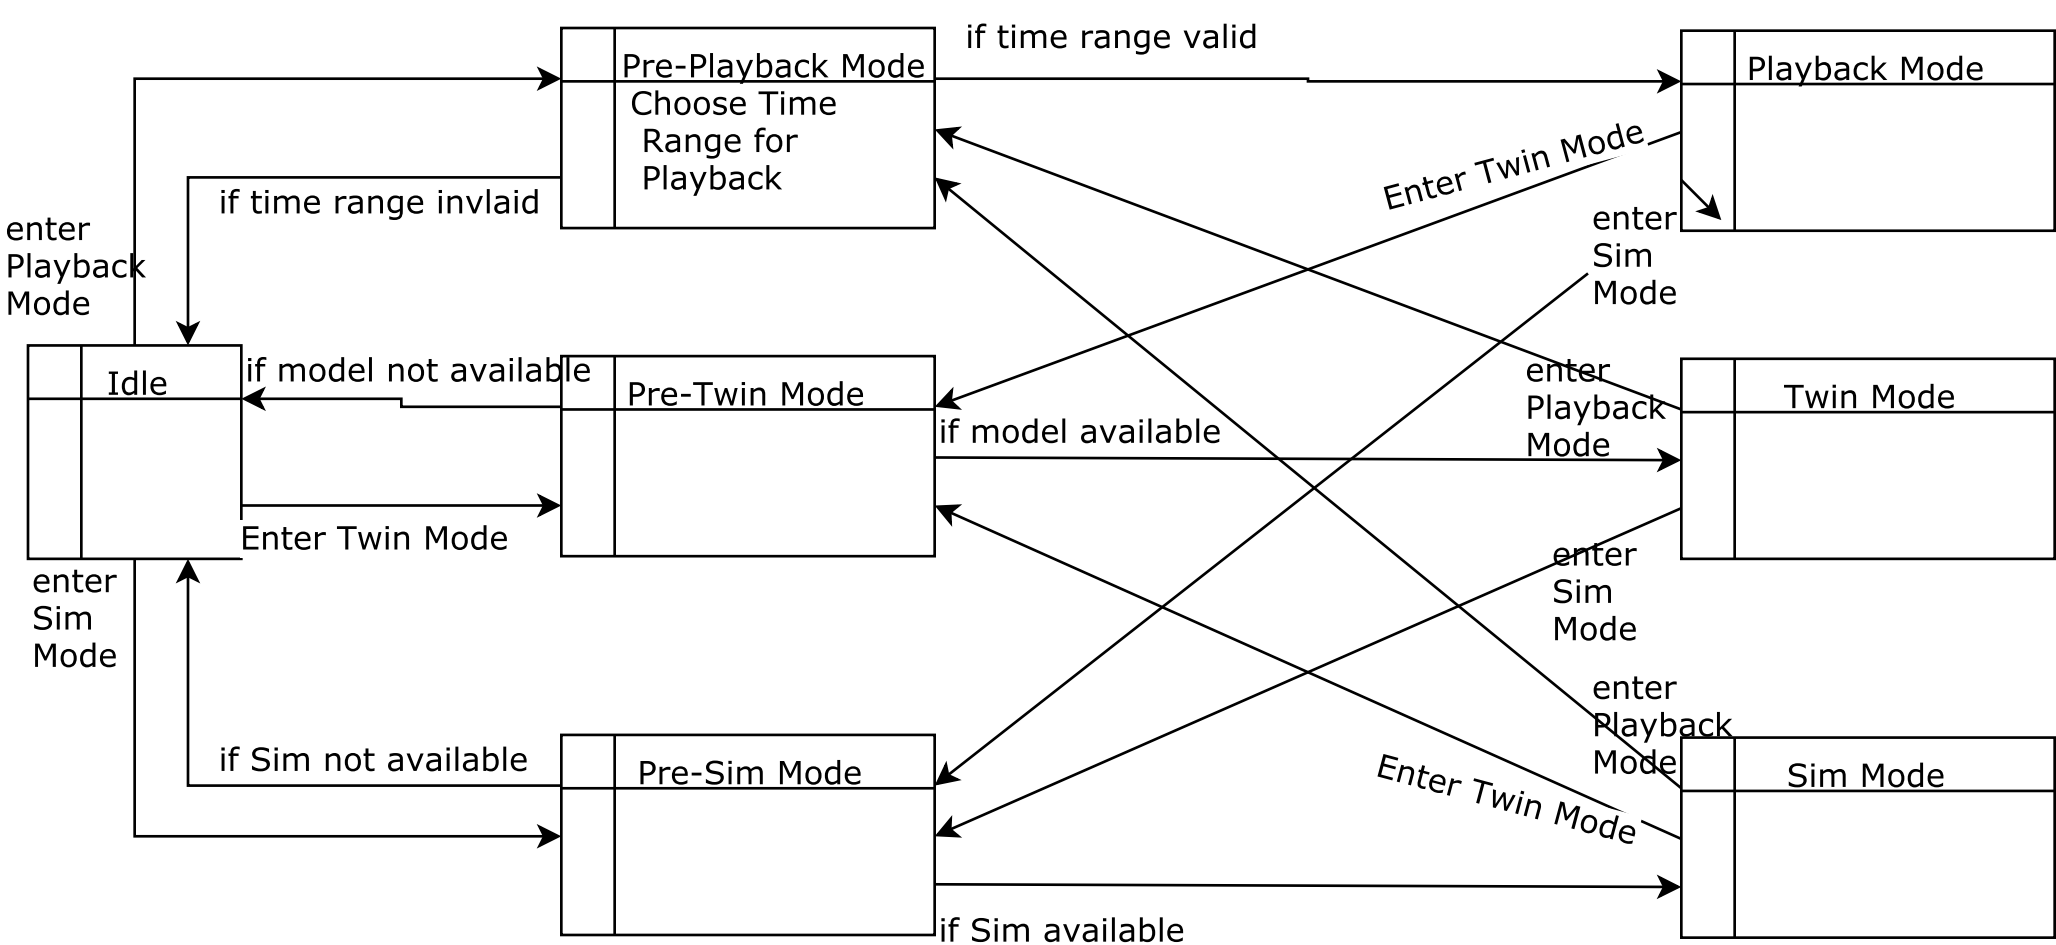 if time range valid
Pre-Playback Mode
Playback Mode
Choose Time
Range for
Playback
Enter Twin Mode
if time range invlaid
enter
Playback
Mode
enter
Sim
Mode
Idle
if model not available
Pre-Twin Mode
enter
Playback
Mode
Twin Mode
if model available
Enter Twin Mode
enter
Sim
Mode
enter
Sim
Mode
enter
Playback
Mode
if Sim not available
Pre-Sim Mode
Enter Twin Mode
Sim Mode
if Sim available